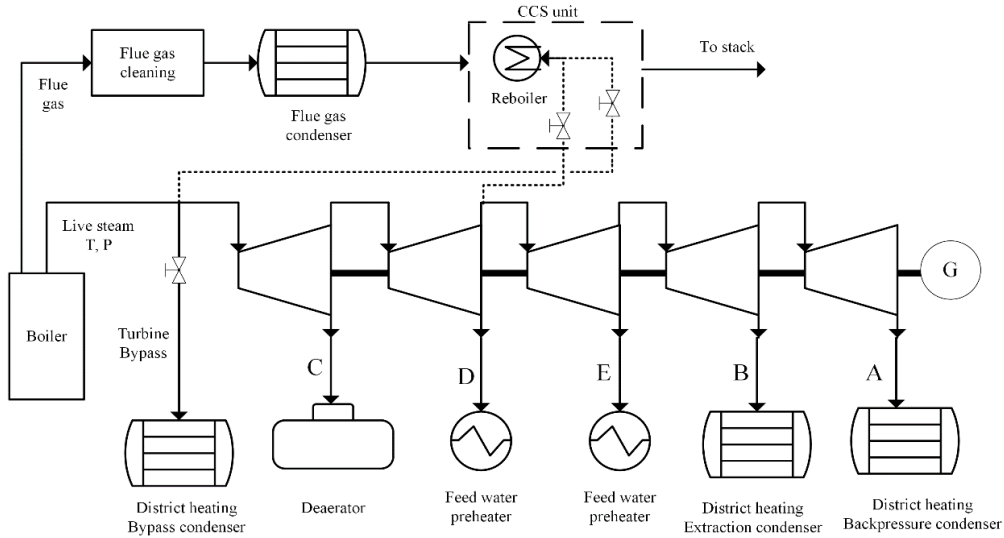 CCS unit
Flue gas
cleaning
To stack
Flue
gas
Reboiler
Flue gas
condenser
Live steam
T, P
G
Boiler
Turbine
Bypass
C
D
E
B
A
District heating
Bypass condenser
Deaerator
Feed water
preheater
Feed water
preheater
District heating
Extraction condenser
District heating
Backpressure condenser